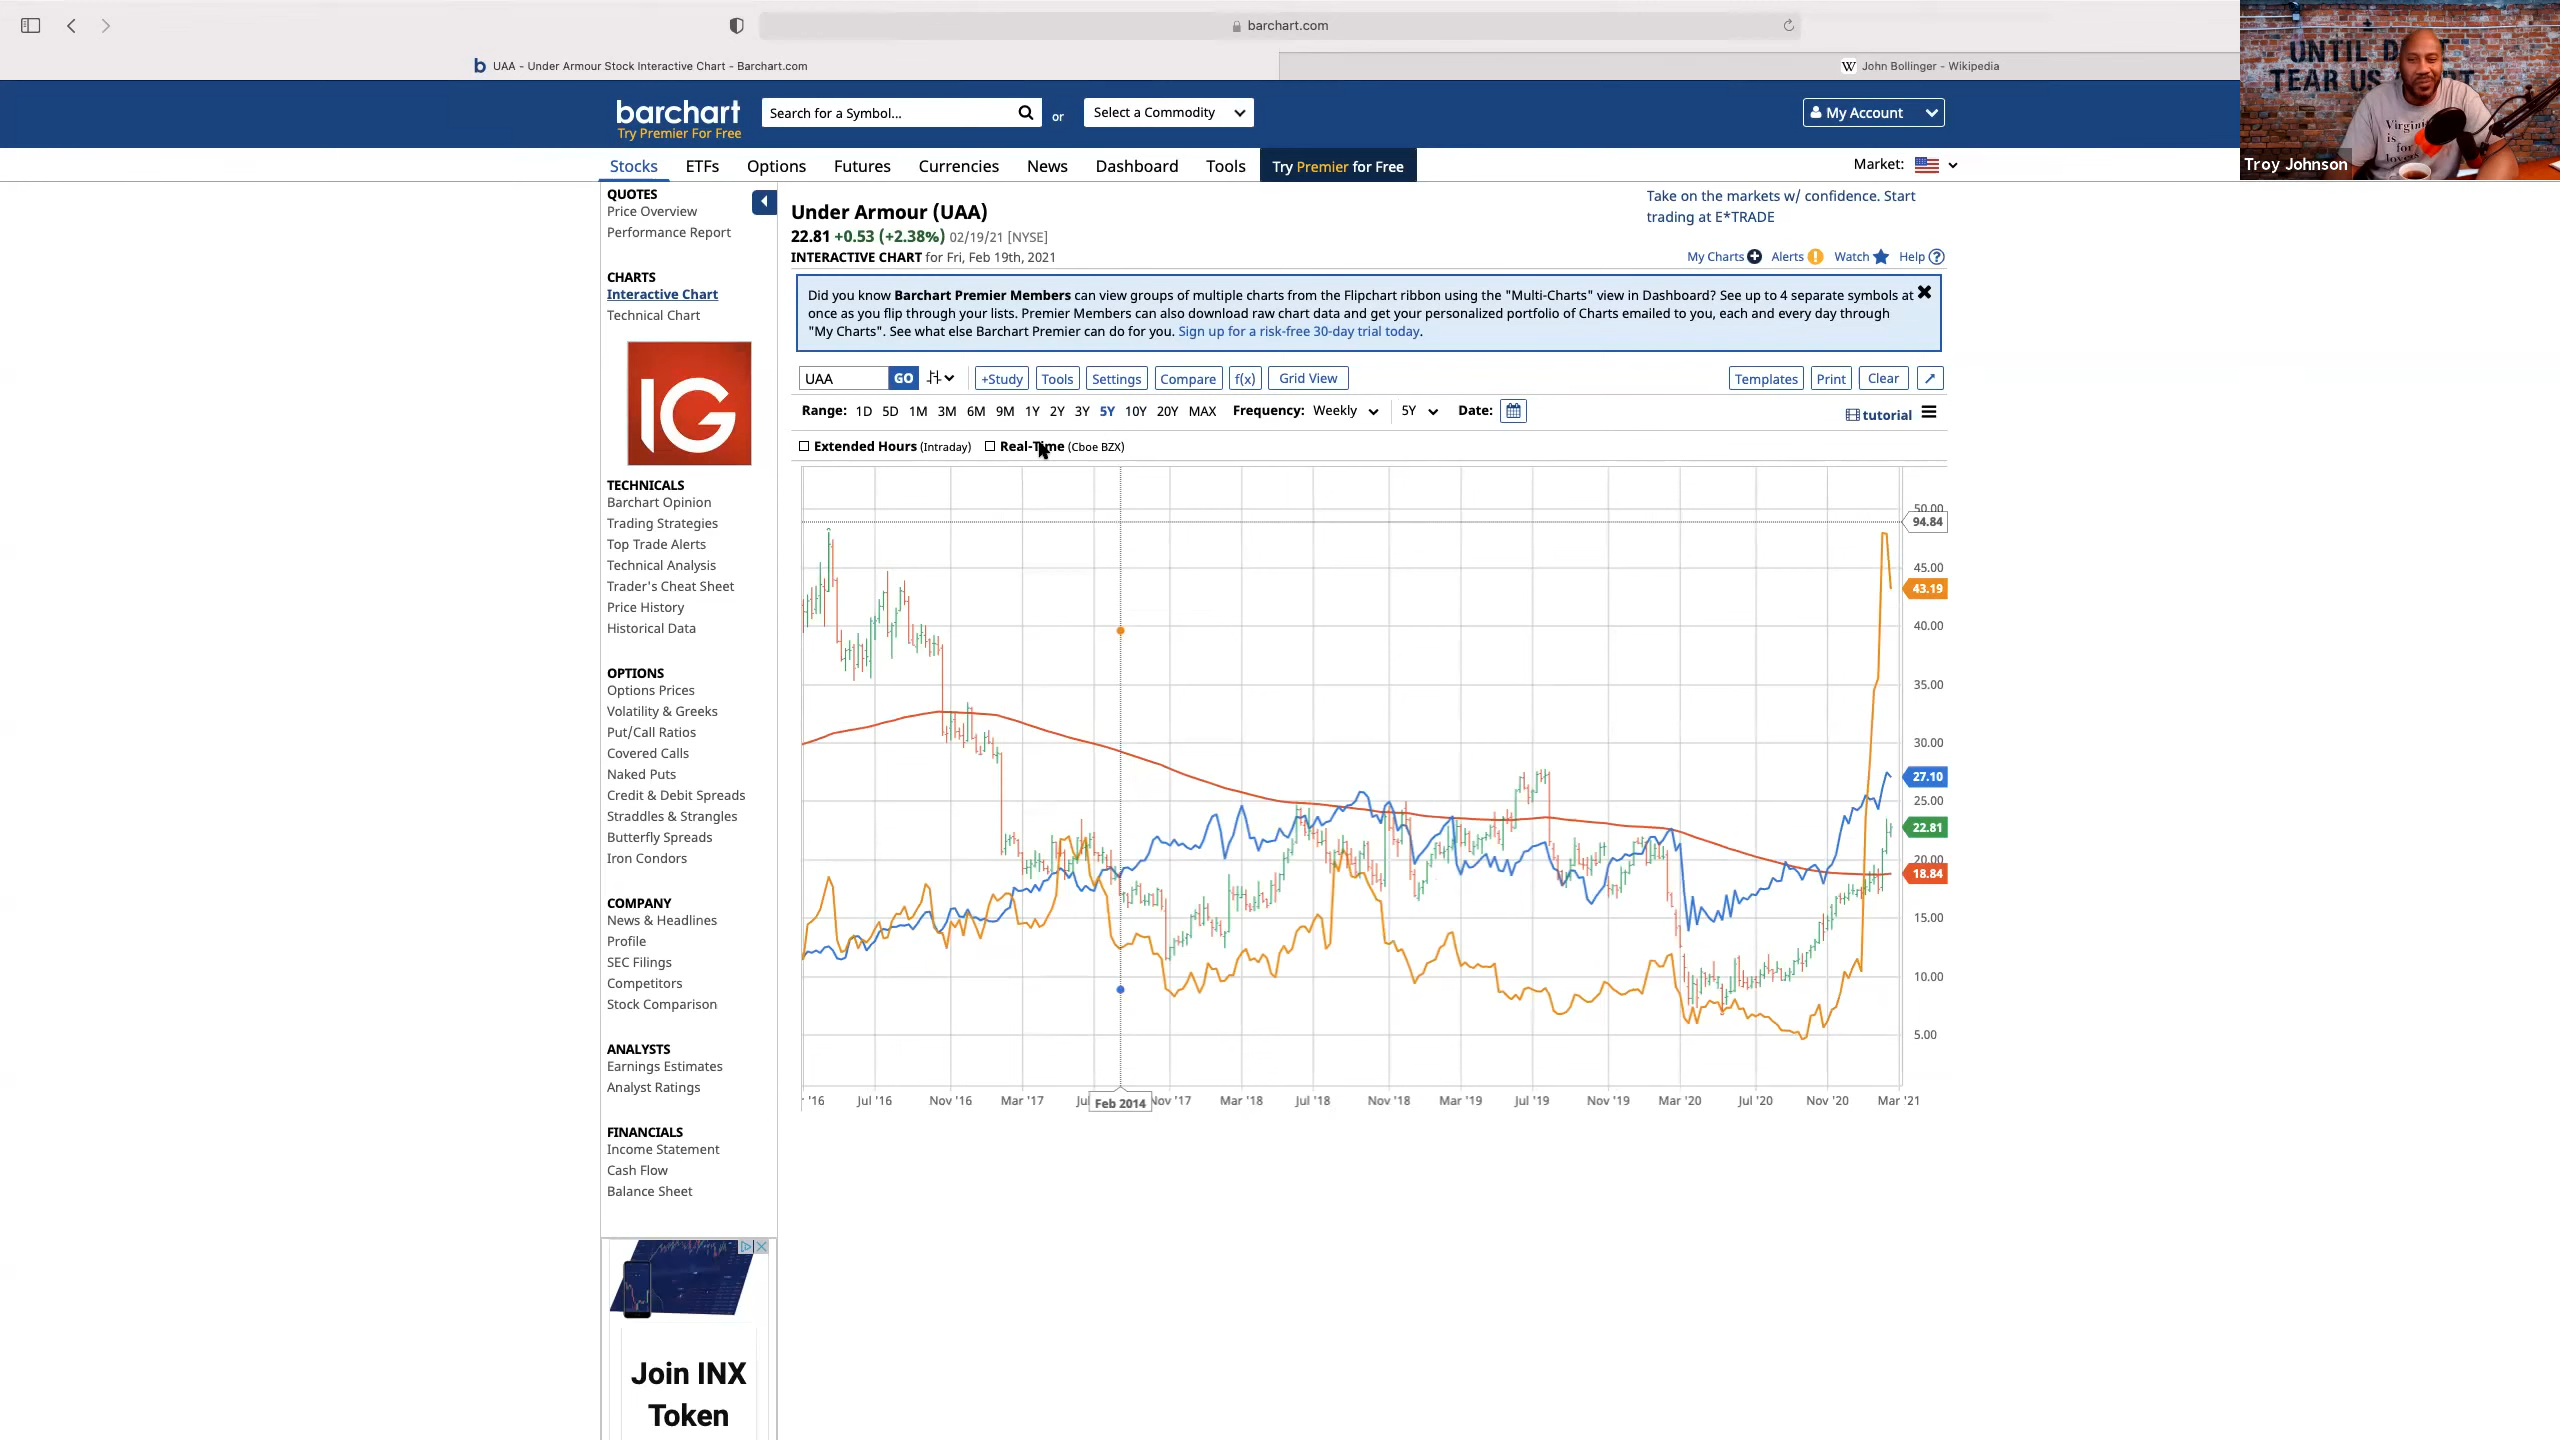 barchart.com
UAA - Under Armour Stock Interactive Chart - Barchart.com
John Bollinger - Wikipedia
barchart
Try Premier For Free
Search for a Symbol...
or
Select a Commodity
My Account
Stocks
ETFs
Options
Futures
Currencies
News
Dashboard
Tools
Try Premier for Free
Market:
Troy Johnson
UNTIL
TEAR US
Virginia
is
for
lovers
QUOTES
Price Overview
Performance Report
CHARTS
Interactive Chart
Technical Chart
IG
TECHNICALS
Barchart Opinion
Trading Strategies
Top Trade Alerts
Technical Analysis
Trader's Cheat Sheet
Price History
Historical Data
OPTIONS
Options Prices
Volatility & Greeks
Put/Call Ratios
Covered Calls
Naked Puts
Credit & Debit Spreads
Straddles & Strangles
Butterfly Spreads
Iron Condors
COMPANY
News & Headlines
Profile
SEC Filings
Competitors
Stock Comparison
ANALYSTS
Earnings Estimates
Analyst Ratings
FINANCIALS
Income Statement
Cash Flow
Balance Sheet
Join INX
Token
Under Armour (UAA)
22.81 +0.53 (+2.38%) 02/19/21 [NYSE]
INTERACTIVE CHART for Fri, Feb 19th, 2021
Take on the markets w/ confidence. Start
trading at E*TRADE
My Charts
Alerts
Watch
Help
Did you know Barchart Premier Members can view groups of multiple charts from the Flipchart ribbon using the "Multi-Charts" view in Dashboard? See up to 4 separate symbols at
once as you flip through your lists. Premier Members can also download raw chart data and get your personalized portfolio of Charts emailed to you, each and every day through
"My Charts". See what else Barchart Premier can do for you. Sign up for a risk-free 30-day trial today.
UAA
GO
+Study
Tools
Settings
Compare
f(x)
Grid View
Templates
Print
Clear
Range: 1D 5D 1M 3M 6M 9M 1Y 2Y 3Y 5Y 10Y 20Y MAX Frequency: Weekly 5Y Date:
tutorial
Extended Hours (Intraday)
Real-Time (Cboe BZX)
50.00
94.84
45.00
43.19
40.00
35.00
30.00
27.10
25.00
22.81
20.00
18.84
15.00
10.00
5.00
'16
Jul '16
Nov '16
Mar '17
Feb 2014
Nov '17
Mar '18
Jul '18
Nov '18
Mar '19
Jul '19
Nov '19
Mar '20
Jul '20
Nov '20
Mar '21